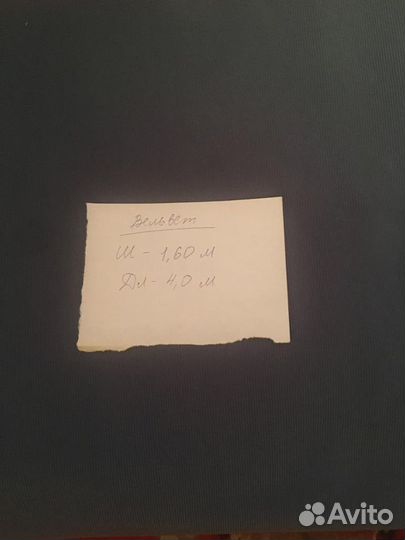 Вельвет
Ш - 1,60 м
Дл - 4,0 м
Avito